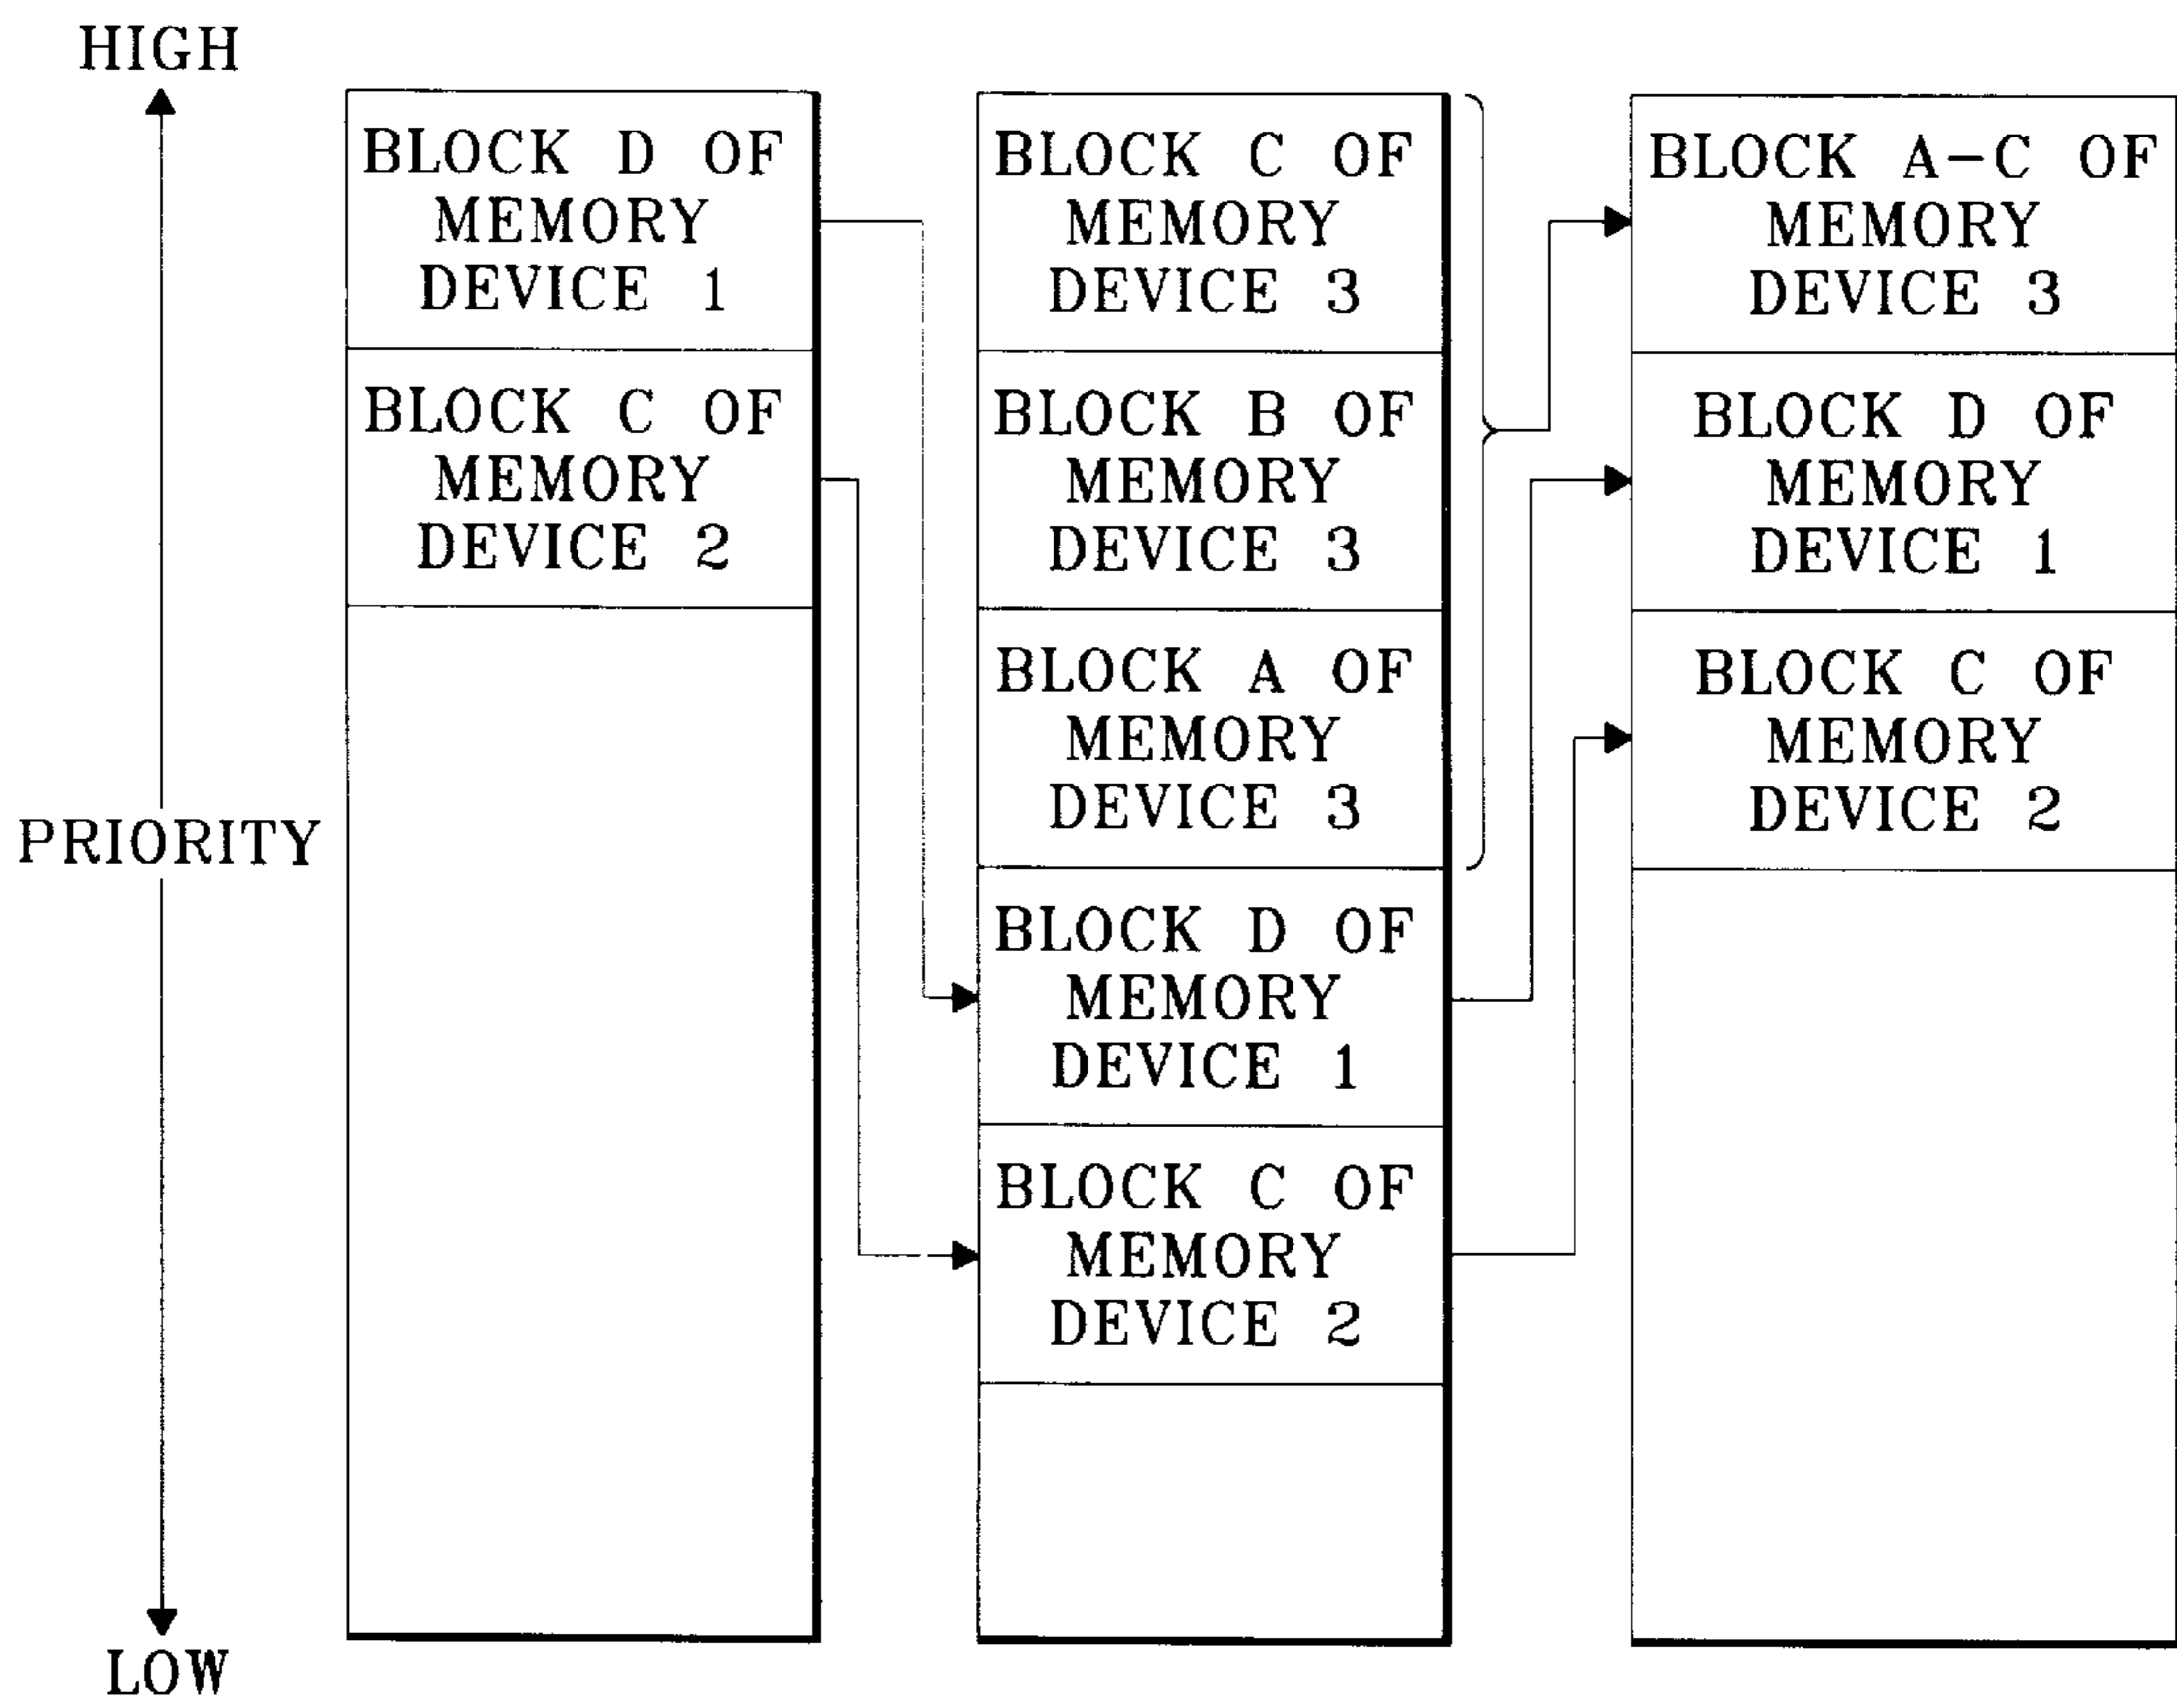 HIGH
PRIORITY
LOW
BLOCK D OF
MEMORY
DEVICE 1
BLOCK C OF
MEMORY
DEVICE 2
BLOCK C OF
MEMORY
DEVICE 3
BLOCK B OF
MEMORY
DEVICE 3
BLOCK A OF
MEMORY
DEVICE 3
BLOCK D OF
MEMORY
DEVICE 1
BLOCK C OF
MEMORY
DEVICE 2
BLOCK A-C OF
MEMORY
DEVICE 3
BLOCK D OF
MEMORY
DEVICE 1
BLOCK C OF
MEMORY
DEVICE 2